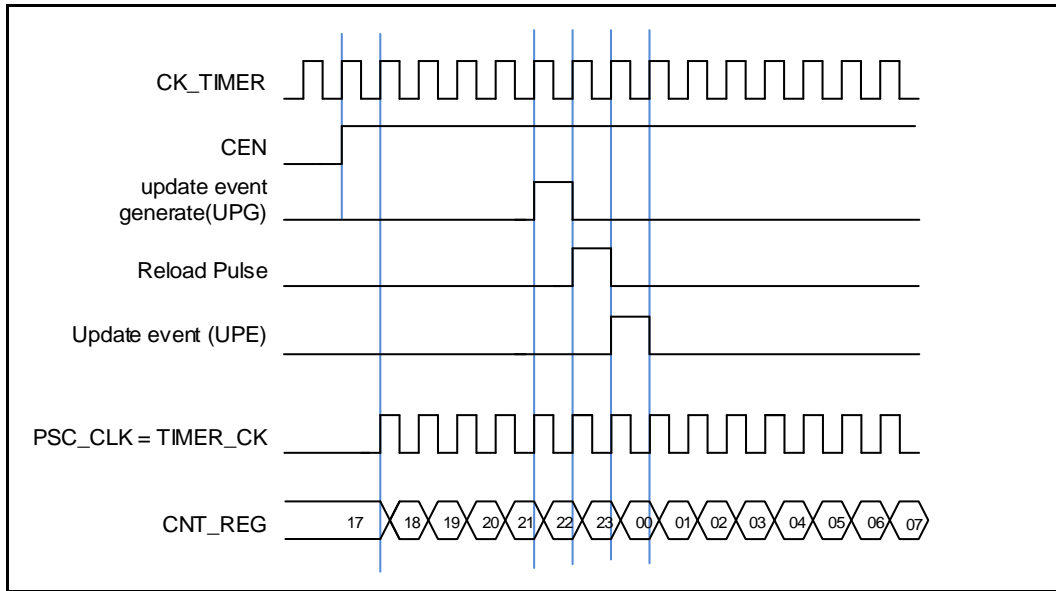 CK_TIMER
CEN
update event
generate(UPG)
Reload Pulse
Update event (UPE)
PSC_CLK = TIMER_CK
CNT_REG 17 18 19 20 21 22 23 00 01 02 03 04 05 06 07